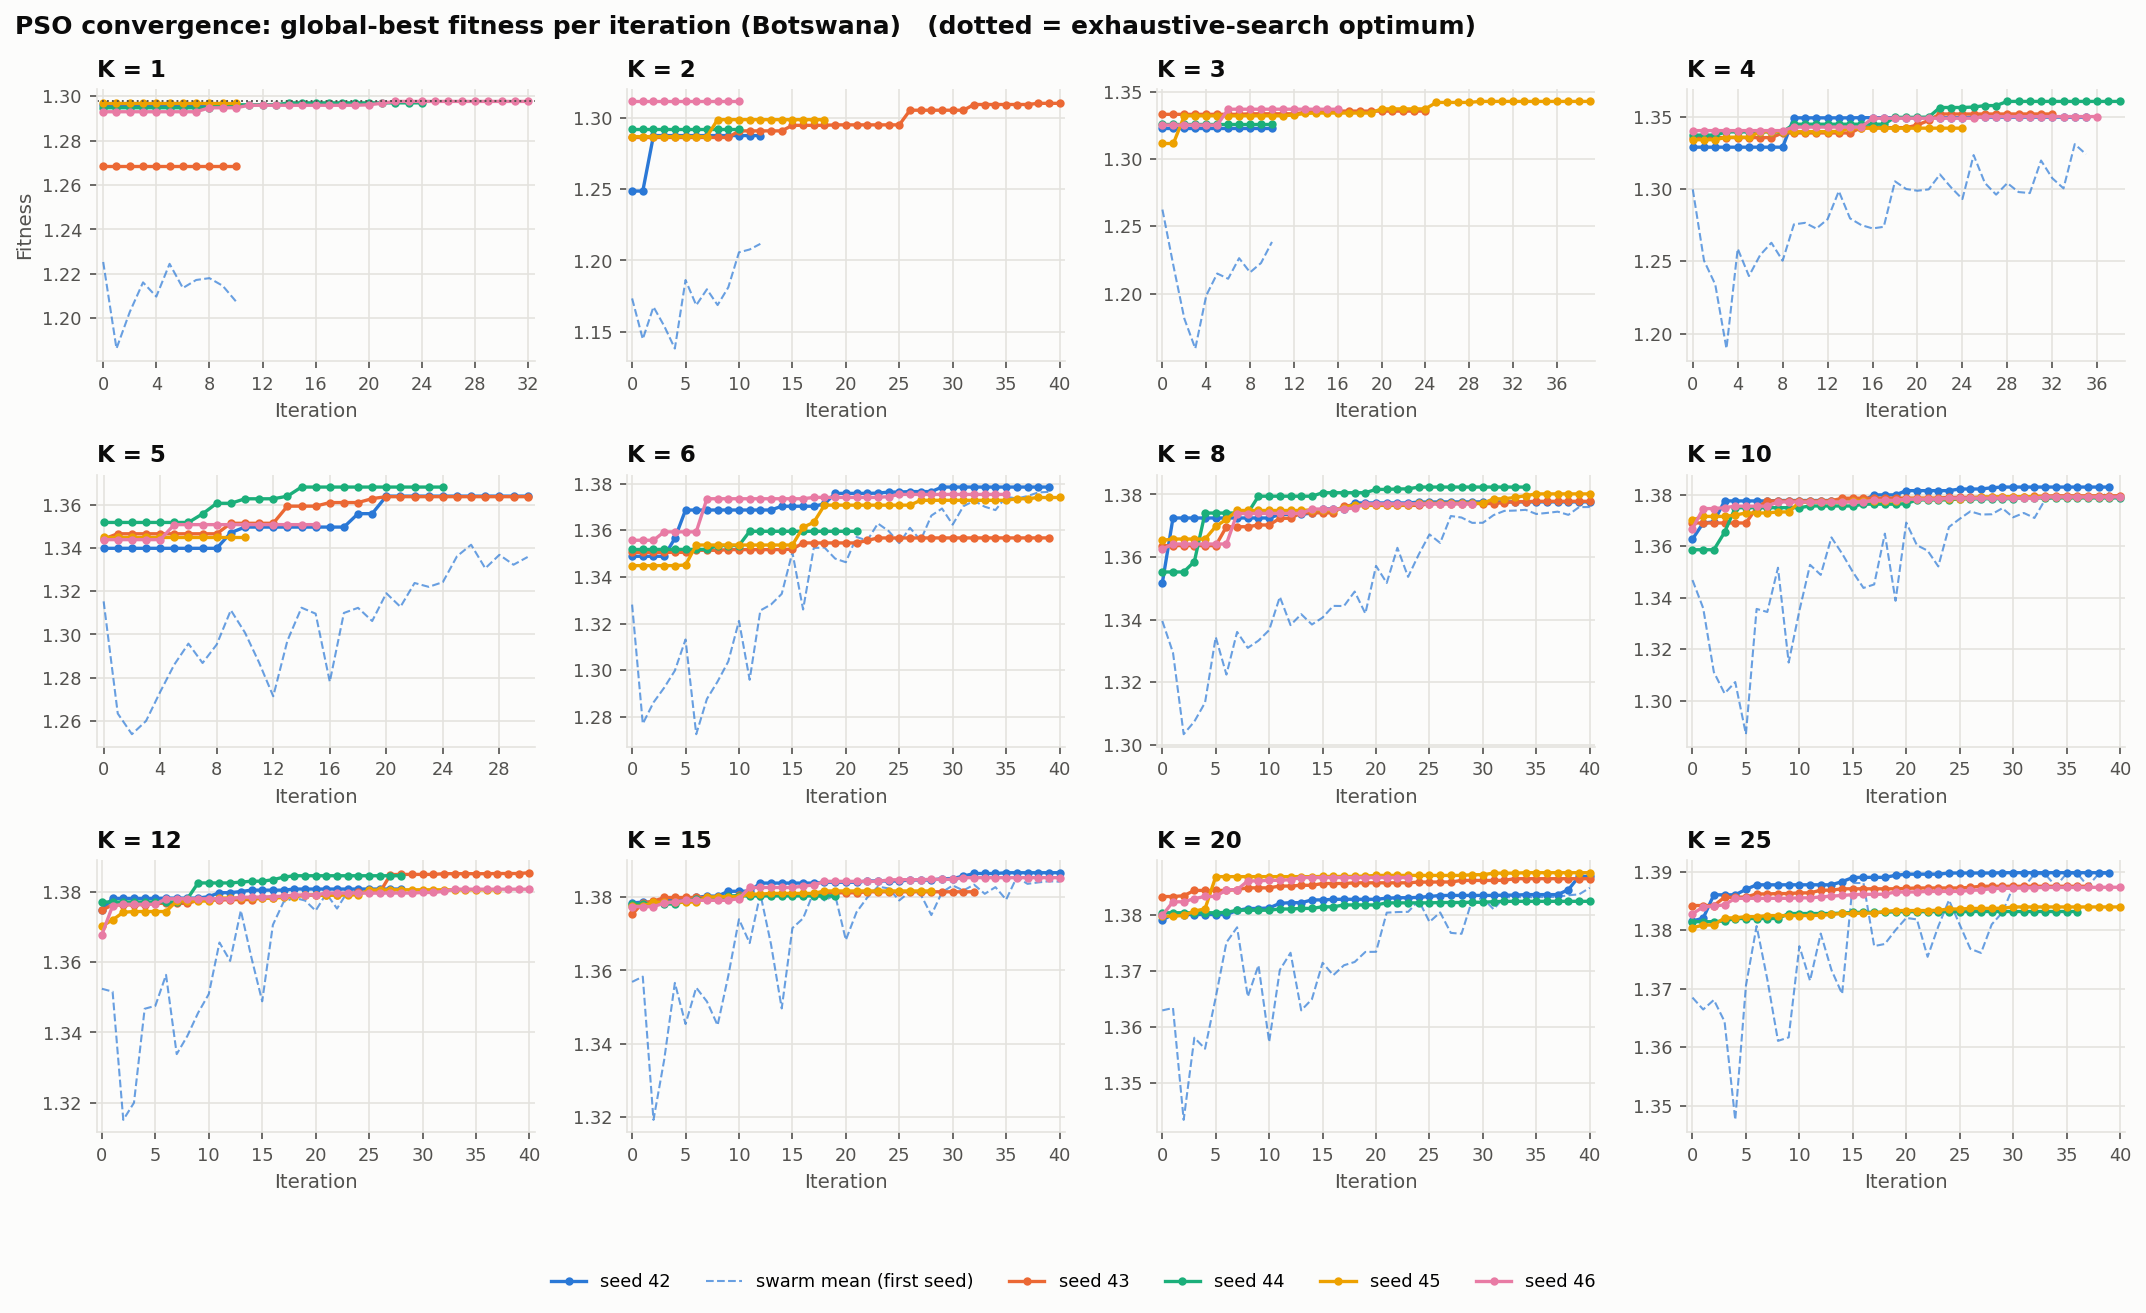 PSO convergence: global-best fitness per iteration (Botswana)   (dotted = exhaustive-search optimum)
K = 1
K = 2
K = 3
K = 4
Fitness
1.30
1.28
1.26
1.24
1.22
1.20
0 4 8 12 16 20 24 28 32
Iteration
1.30
1.25
1.20
1.15
0 5 10 15 20 25 30 35 40
Iteration
1.35
1.30
1.25
1.20
0 4 8 12 16 20 24 28 32 36
Iteration
1.35
1.30
1.25
1.20
0 4 8 12 16 20 24 28 32 36
Iteration
K = 5
K = 6
K = 8
K = 10
1.36
1.34
1.32
1.30
1.28
1.26
0 4 8 12 16 20 24 28
Iteration
1.38
1.36
1.34
1.32
1.30
1.28
0 5 10 15 20 25 30 35 40
Iteration
1.38
1.36
1.34
1.32
1.30
0 5 10 15 20 25 30 35 40
Iteration
1.38
1.36
1.34
1.32
1.30
0 5 10 15 20 25 30 35 40
Iteration
K = 12
K = 15
K = 20
K = 25
1.38
1.36
1.34
1.32
0 5 10 15 20 25 30 35 40
Iteration
1.38
1.36
1.34
1.32
0 5 10 15 20 25 30 35 40
Iteration
1.38
1.37
1.36
1.35
0 5 10 15 20 25 30 35 40
Iteration
1.39
1.38
1.37
1.36
1.35
0 5 10 15 20 25 30 35 40
Iteration
seed 42 swarm mean (first seed) seed 43 seed 44 seed 45 seed 46